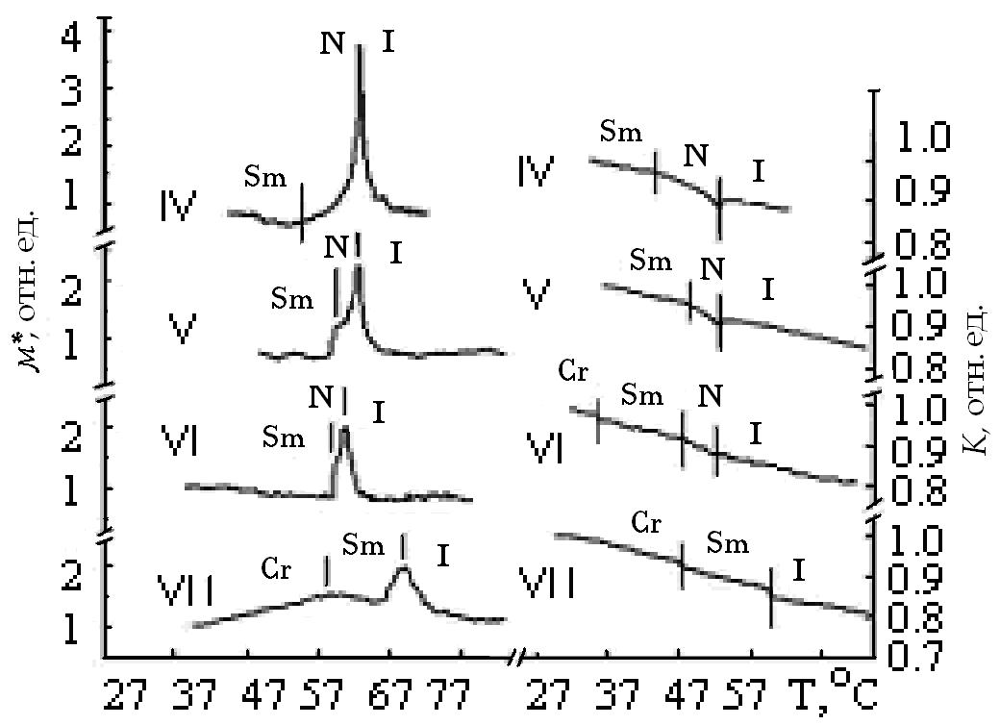 4
3
2
1
2
1
2
1
2
1
м*, отн. ед.
N I
Sm
IV
N I
Sm
V
N I
Sm
VI
Sm I
Cr
VII
Sm
N
I
IV
Sm N I
V
Cr
Sm N
I
VI
Cr
Sm
I
VII
1.0
0.9
0.8
1.0
0.9
0.8
1.0
0.9
0.8
1.0
0.9
0.8
0.7
K, отн. ед.
27 37 47 57 67 77 27 37 47 57 T,°C